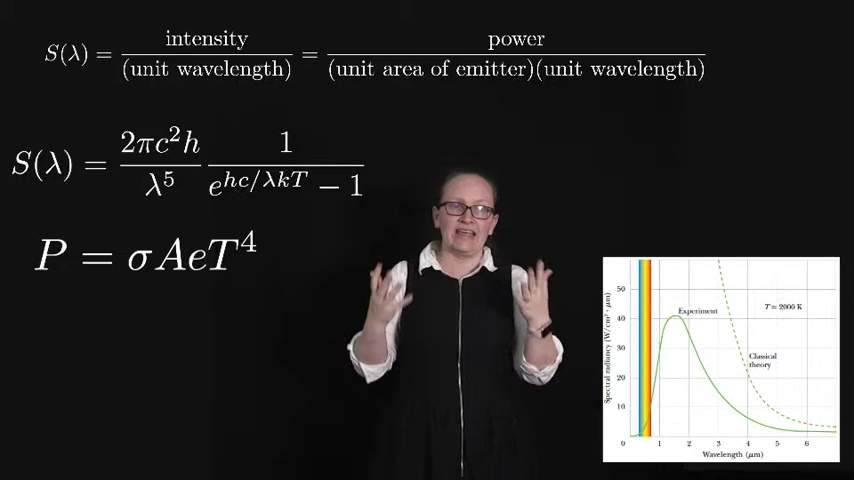 S(λ) = intensity / (unit wavelength) = power / (unit area of emitter)(unit wavelength)
S(λ) = 2πc²h / λ⁵ 1 / e^{hc/λkT} − 1
P = σAeT⁴
Spectral radiancy (W/cm² · μm)
50
40
30
20
10
0
Experiment
T = 2000 K
Classical
theory
1 2 3 4 5 6
Wavelength (μm)